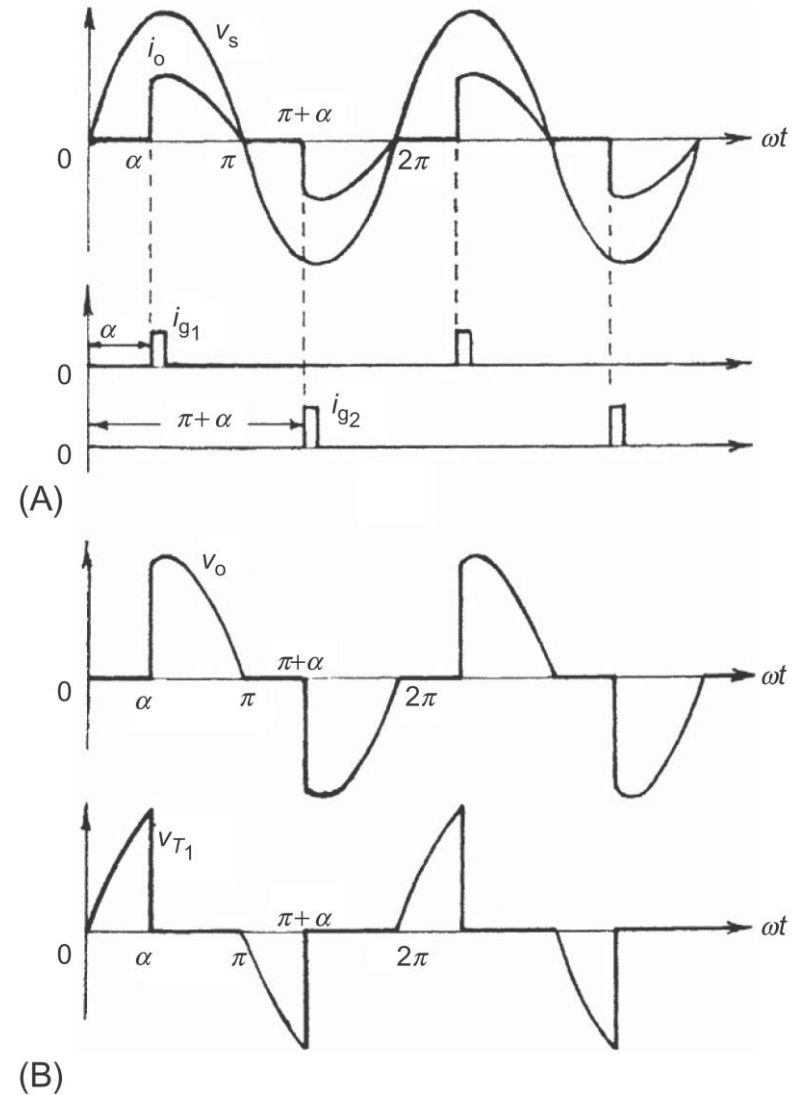 v_s
i_o
π+α
0 α π 2π ωt
α i_g1
0
π+α i_g2
0
(A)
v_o
π+α
0 α π 2π ωt
v_T1
π+α
0 α π 2π ωt
(B)